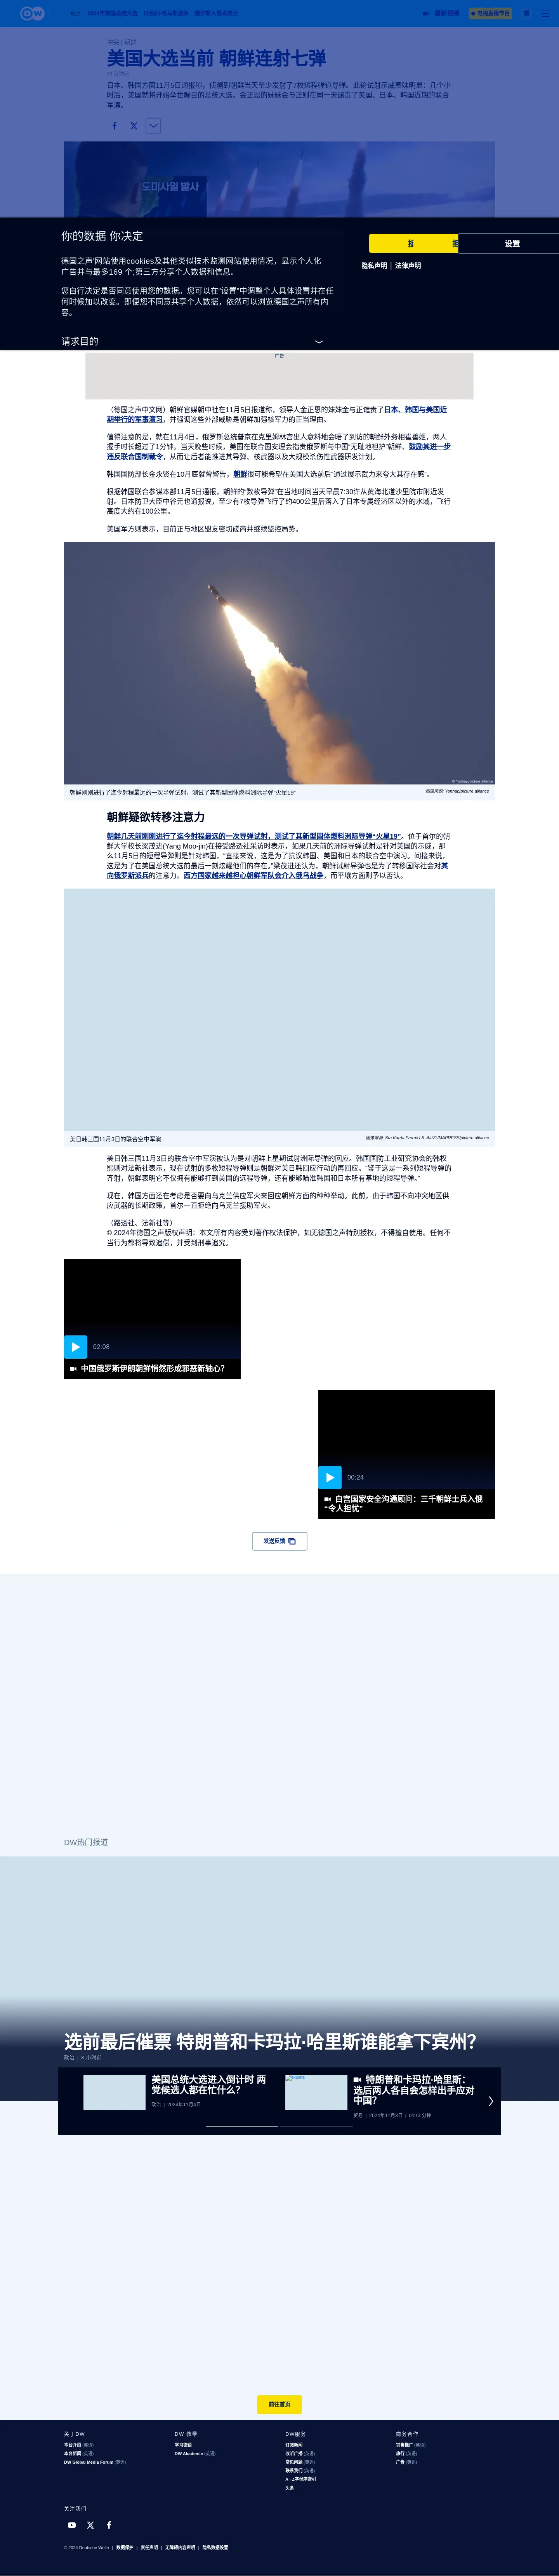 DW
2024年美国总统大选
以色列-哈马斯战争
俄罗斯入侵乌克兰
最新视频
电视直播节目
冲突 | 朝鲜
美国大选当前 朝鲜连射七弹
日本、韩国方面11月5日通报称，侦测到朝鲜当天至少发射了7枚短程弹道导弹。此轮试射示威意味明显：几个小
时后，美国就将开始举世瞩目的总统大选。金正恩的妹妹金与正则在同一天谴责了美国、日本、韩国近期的联合
军演。
도미사일 발사
你的数据 你决定
设置
德国之声'网站使用cookies及其他类似技术监测网站使用情况，显示个人化
广告并与最多169 个;第三方分享个人数据和信息。
隐私声明 | 法律声明
您自行决定是否同意使用您的数据。您可以在"设置"中调整个人具体设置并在任
何时候加以改变。即便您不同意共享个人数据，依然可以浏览德国之声所有内
容。
请求目的
广告
（德国之声中文网）朝鲜官媒朝中社在11月5日报道称，领导人金正恩的妹妹金与正谴责了日本、韩国与美国近
期举行的军事演习，并强调这些外部威胁是朝鲜加强核军力的正当理由。
值得注意的是，就在11月4日，俄罗斯总统普京在克里姆林宫出人意料地会晤了到访的朝鲜外务相崔善姬，两人
握手时长超过了1分钟。当天晚些时候，美国在联合国安理会指责俄罗斯与中国“无耻地袒护”朝鲜、鼓励其进一步
违反联合国制裁令，从而让后者能推进其导弹、核武器以及大规模杀伤性武器研发计划。
韩国国防部长金永贤在10月底就曾警告，朝鲜很可能希望在美国大选前后“通过展示武力来夸大其存在感”。
根据韩国联合参谋本部11月5日通报，朝鲜的“数枚导弹”在当地时间当天早晨7:30许从黄海北道沙里院市附近发
射。日本防卫大臣中谷元也通报说，至少有7枚导弹飞行了约400公里后落入了日本专属经济区以外的水域，飞行
高度大约在100公里。
美国军方则表示，目前正与地区盟友密切磋商并继续监控局势。
© Yonhap/picture alliance
朝鲜刚刚进行了迄今射程最远的一次导弹试射，测试了其新型固体燃料洲际导弹“火星19”
图像来源: Yonhap/picture alliance
朝鲜疑欲转移注意力
朝鲜几天前刚刚进行了迄今射程最远的一次导弹试射，测试了其新型固体燃料洲际导弹“火星19”。位于首尔的朝
鲜大学校长梁茂进(Yang Moo-jin)在接受路透社采访时表示，如果几天前的洲际导弹试射是针对美国的示威，那
么11月5日的短程导弹则是针对韩国，“直接来说，这是为了抗议韩国、美国和日本的联合空中演习。间接来说，
这是为了在美国总统大选前最后一刻炫耀他们的存在。”梁茂进还认为，朝鲜试射导弹也是为了转移国际社会对其
向俄罗斯派兵的注意力。西方国家越来越担心朝鲜军队会介入俄乌战争，而平壤方面则予以否认。
美日韩三国11月3日的联合空中军演
美日韩三国11月3日的联合空中军演被认为是对朝鲜上星期试射洲际导弹的回应。韩国国防工业研究协会的韩权
熙则对法新社表示，现在试射的多枚短程导弹则是朝鲜对美日韩回应行动的再回应。“鉴于这是一系列短程导弹的
齐射，朝鲜表明它不仅拥有能够打到美国的远程导弹，还有能够瞄准韩国和日本所有基地的短程导弹。”
现在，韩国方面还在考虑是否要向乌克兰供应军火来回应朝鲜方面的种种举动。此前，由于韩国不向冲突地区供
应武器的长期政策，首尔一直拒绝向乌克兰援助军火。
（路透社、法新社等）
© 2024年德国之声版权声明：本文所有内容受到著作权法保护，如无德国之声特别授权，不得擅自使用。任何不
当行为都将导致追偿，并受到刑事追究。
02:08
中国俄罗斯伊朗朝鲜悄然形成邪恶新轴心？
00:24
白宫国家安全沟通顾问：三千朝鲜士兵入俄
“令人担忧”
发送反馈
DW热门报道
选前最后催票 特朗普和卡玛拉·哈里斯谁能拿下宾州？
政治 | 9 小时前
美国总统大选进入倒计时 两
党候选人都在忙什么？
政治 | 2024年11月4日
特朗普和卡玛拉·哈里斯：
选后两人各自会怎样出手应对
中国？
贸易 | 2024年11月3日 | 06:13 分钟
前往首页
关于DW
本台介绍 (英语)
本台新闻 (英语)
DW Global Media Forum (英语)
DW 教学
学习德语
DW Akademie (英语)
DW服务
订阅新闻
收听广播 (英语)
常见问题 (英语)
联系我们 (英语)
A - Z字母序索引
头条
商务合作
销售推广 (英语)
旅行 (英语)
广告 (英语)
关注我们
© 2024 Deutsche Welle | 数据保护 | 责任声明 | 无障碍内容声明 | 隐私数据设置